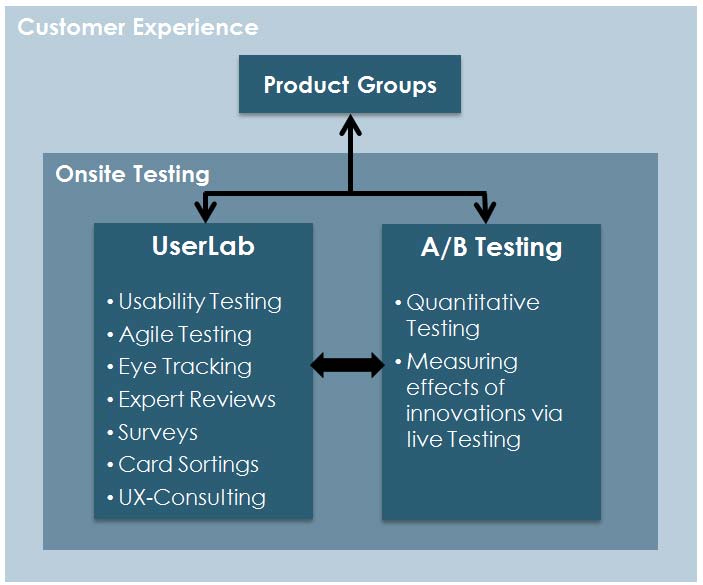 Customer Experience
Product Groups
Onsite Testing
UserLab
• Usability Testing
• Agile Testing
• Eye Tracking
• Expert Reviews
• Surveys
• Card Sortings
• UX-Consulting
A/B Testing
• Quantitative
Testing
• Measuring
effects of
innovations via
live Testing